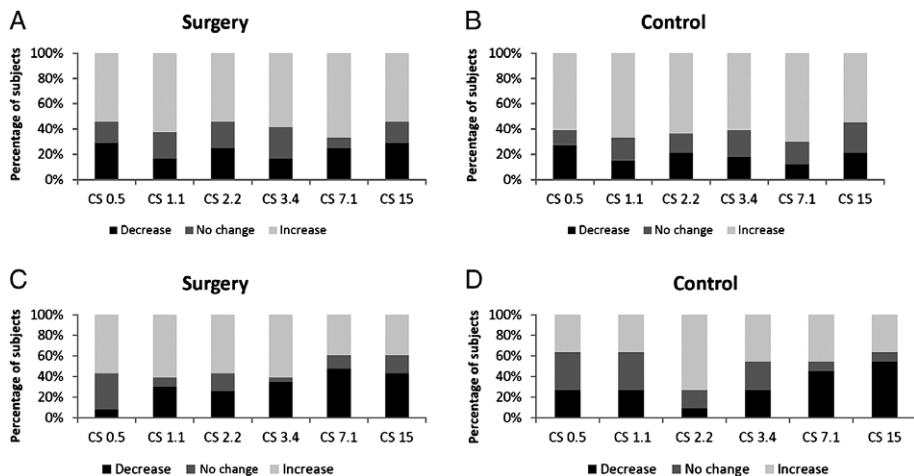 A
Surgery
Percentage of subjects
100%
80%
60%
40%
20%
0%
CS 0.5 CS 1.1 CS 2.2 CS 3.4 CS 7.1 CS 15
Decrease No change Increase
B
Control
Percentage of subjects
100%
80%
60%
40%
20%
0%
CS 0.5 CS 1.1 CS 2.2 CS 3.4 CS 7.1 CS 15
Decrease No change Increase
C
Surgery
Percentage of subjects
100%
80%
60%
40%
20%
0%
CS 0.5 CS 1.1 CS 2.2 CS 3.4 CS 7.1 CS 15
Decrease No change Increase
D
Control
Percentage of subjects
100%
80%
60%
40%
20%
0%
CS 0.5 CS 1.1 CS 2.2 CS 3.4 CS 7.1 CS 15
Decrease No change Increase